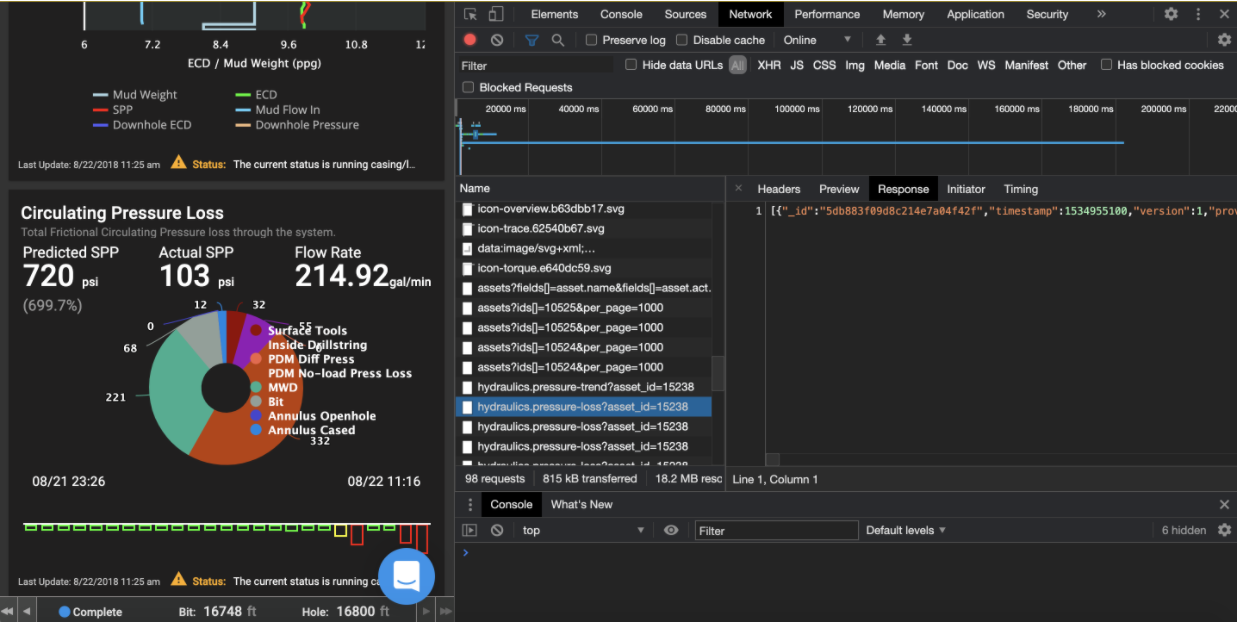 6 7.2 8.4 9.6 10.8 12
ECD / Mud Weight (ppg)
Mud Weight ECD
SPP Mud Flow In
Downhole ECD Downhole Pressure
Last Update: 8/22/2018 11:25 am Status: The current status is running casing/l...
Circulating Pressure Loss
Total Frictional Circulating Pressure loss through the system.
Predicted SPP Actual SPP Flow Rate
720 psi 103 psi 214.92 gal/min
(699.7%)
12 32
0 55
68
221
332
Surface Tools
Inside Drillstring
PDM Diff Press
PDM No-load Press Loss
MWD
Bit
Annulus Openhole
Annulus Cased
08/21 23:26 08/22 11:16
Last Update: 8/22/2018 11:25 am Status: The current status is running ca
Complete Bit: 16748 ft Hole: 16800 ft
Elements Console Sources Network Performance Memory Application Security »
Preserve log Disable cache Online
Filter Hide data URLs All XHR JS CSS Img Media Font Doc WS Manifest Other Has blocked cookies
Blocked Requests
20000 ms 40000 ms 60000 ms 80000 ms 100000 ms 120000 ms 140000 ms 160000 ms 180000 ms 200000 ms 22000
Name
icon-overview.b63dbb17.svg
icon-trace.62540b67.svg
data:image/svg+xml;...
icon-torque.e640dc59.svg
assets?fields[]=asset.name&fields[]=asset.act.
assets?ids[]=10525&per_page=1000
assets?ids[]=10525&per_page=1000
assets?ids[]=10524&per_page=1000
assets?ids[]=10524&per_page=1000
hydraulics.pressure-trend?asset_id=15238
hydraulics.pressure-loss?asset_id=15238
hydraulics.pressure-loss?asset_id=15238
hydraulics.pressure-loss?asset_id=15238
hydraulics.pressure-loss?asset_id=15238
98 requests 815 kB transferred 18.2 MB resc
× Headers Preview Response Initiator Timing
1 [{"_id":"5db883f09d8c214e7a04f42f","timestamp":1534955100,"version":1,"prov
Line 1, Column 1
Console What's New
top Filter Default levels 6 hidden